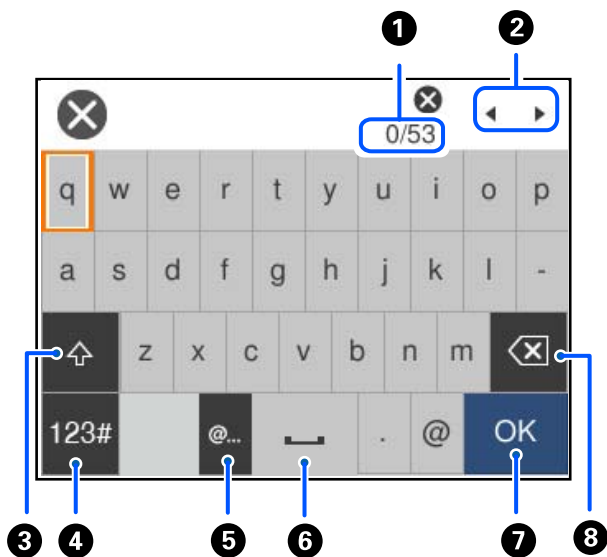 1 2
0/53
q w e r t y u i o p
a s d f g h j k l -
z x c v b n m
123# @... . @ OK
3 4 5 6 7 8